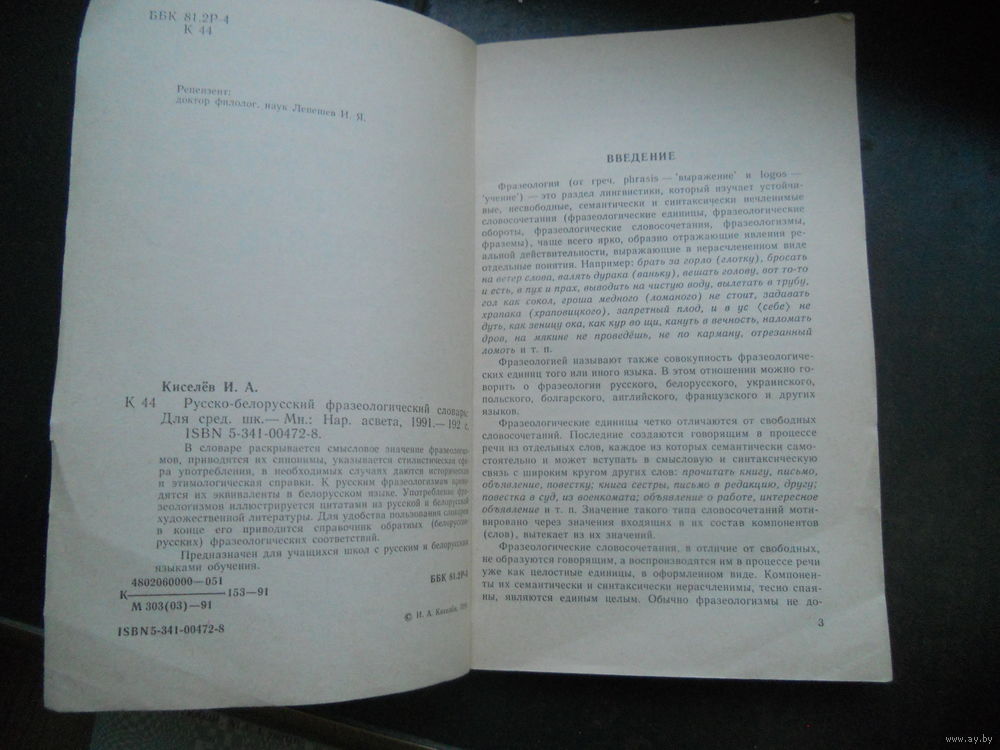 ББК 81.2Р-4
К 44
Рецензент:
доктор филолог. наук Лепешев И. Я.
Киселёв И. А.
К 44 Русско-белорусский фразеологический словарь:
Для сред. шк.— Мн.: Нар. асвета, 1991.— 192 с.
ISBN 5-341-00472-8.
В словаре раскрывается смысловое значение фразеологиз-
мов, приводятся их синонимы, указывается стилистическая сфе-
ра употребления, в необходимых случаях даются исторические
и этимологическая справки. К русским фразеологизмам приво-
дятся их эквиваленты в белорусском языке. Употребление фра-
зеологизмов иллюстрируется цитатами из русской и белорусской
художественной литературы. Для удобства пользования словарем
в конце его приводится справочник обратных (белорусско-
русских) фразеологических соответствий.
Предназначен для учащихся школ с русским и белорусским
языками обучения.
4802060000—051
К 153—91
М 303(03)—91
ББК 81.2Р-4
ISBN 5-341-00472-8
© И. А. Киселёв,
ВВЕДЕНИЕ
Фразеология (от греч. phrasis — 'выражение' и logos —
'учение') — это раздел лингвистики, который изучает устойчи-
вые, несвободные, семантически и синтаксически нечленимые
словосочетания (фразеологические единицы, фразеологические
обороты, фразеологические словосочетания, фразеологизмы,
фраземы), чаще всего ярко, образно отражающие явления ре-
альной действительности, выражающие в нерасчлененном виде
отдельные понятия. Например: брать за горло (глотку), бросать
на ветер слова, валять дурака (ваньку), вешать голову, вот то-то
и есть, в пух и прах, выводить на чистую воду, вылетать в трубу,
гол как сокол, гроша медного (ломаного) не стоит, задавать
храпака (храповицкого), запретный плод, и в ус ⟨себе⟩ не
дуть, как зеницу ока, как кур во щи, кануть в вечность, наломать
дров, на мякине не проведёшь, не по карману, отрезанный
ломоть и т. п.
Фразеологией называют также совокупность фразеологичес-
ких единиц того или иного языка. В этом отношении можно го-
говорить о фразеологии русского, белорусского, украинского,
польского, болгарского, английского, французского и других
языков.
Фразеологические единицы четко отличаются от свободных
словосочетаний. Последние создаются говорящим в процессе
речи из отдельных слов, каждое из которых семантически само-
стоятельно и может вступать в смысловую и синтаксическую
связь с широким кругом других слов: прочитать книгу, письмо,
объявление, повестку; книга сестры, письмо в редакцию, другу;
повестка в суд, из военкомата; объявление о работе, интересное
объявление и т. п. Значение такого типа словосочетаний моти-
вировано через значения входящих в их состав компонентов
(слов), вытекает из их значений.
Фразеологические словосочетания, в отличие от свободных,
не образуются говорящим, а воспроизводятся им в процессе речи
уже как целостные единицы, в оформленном виде. Компонен-
ты их семантически и синтаксически нерасчленимы, тесно спая-
ны, являются единым целым. Обычно фразеологизмы не до-
3
www.ay.by